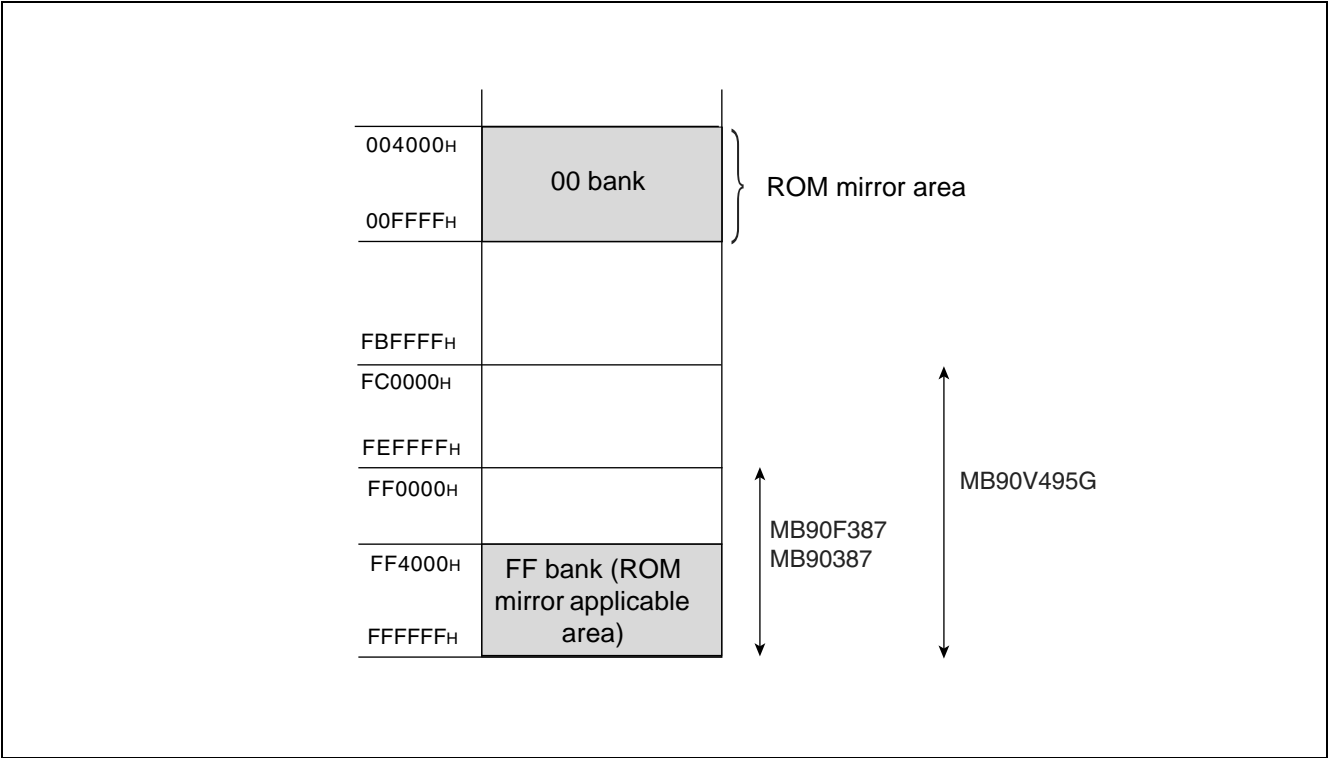 004000H
00 bank
ROM mirror area
00FFFFH
FBFFFFH
FC0000H
FEFFFFH
FF0000H
MB90V495G
MB90F387
MB90387
FF4000H
FF bank (ROM
mirror applicable
area)
FFFFFFH